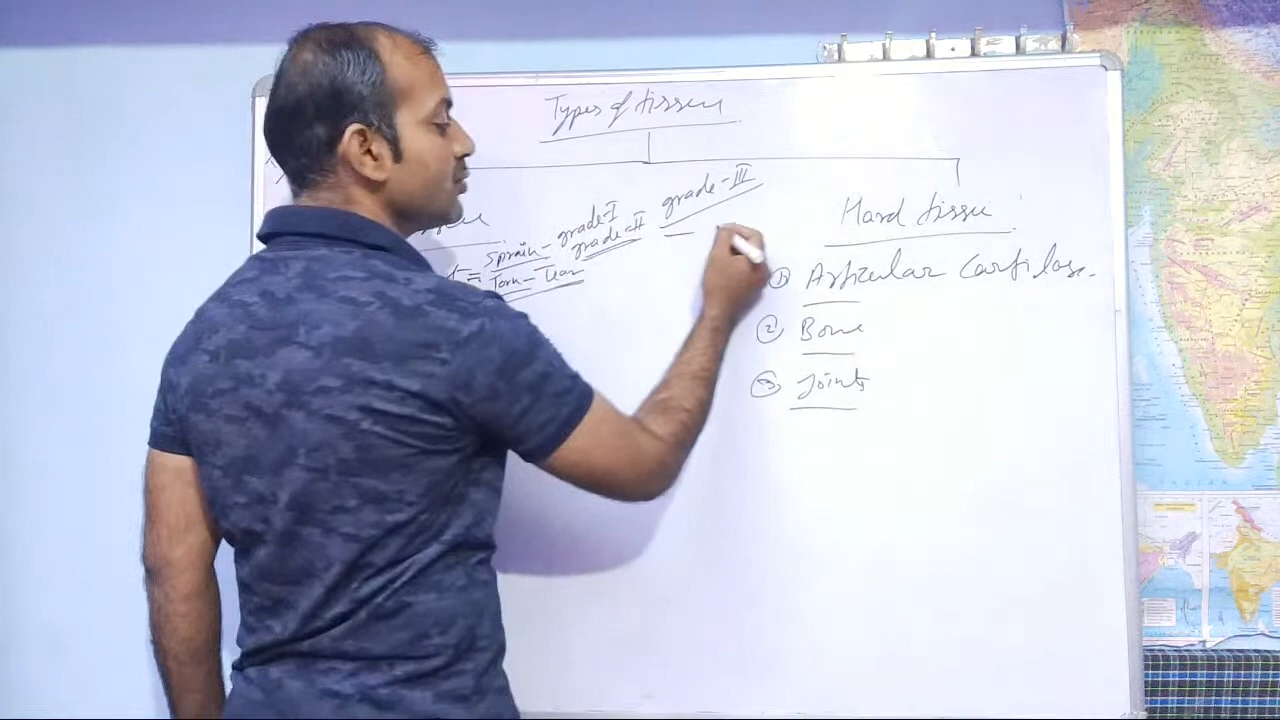 Types of tissue
Hard tissue
Sprain - grade-I
grade-II
grade-III
Torn - Tear
① Articular Cartilage.
② Bone
③ Joints